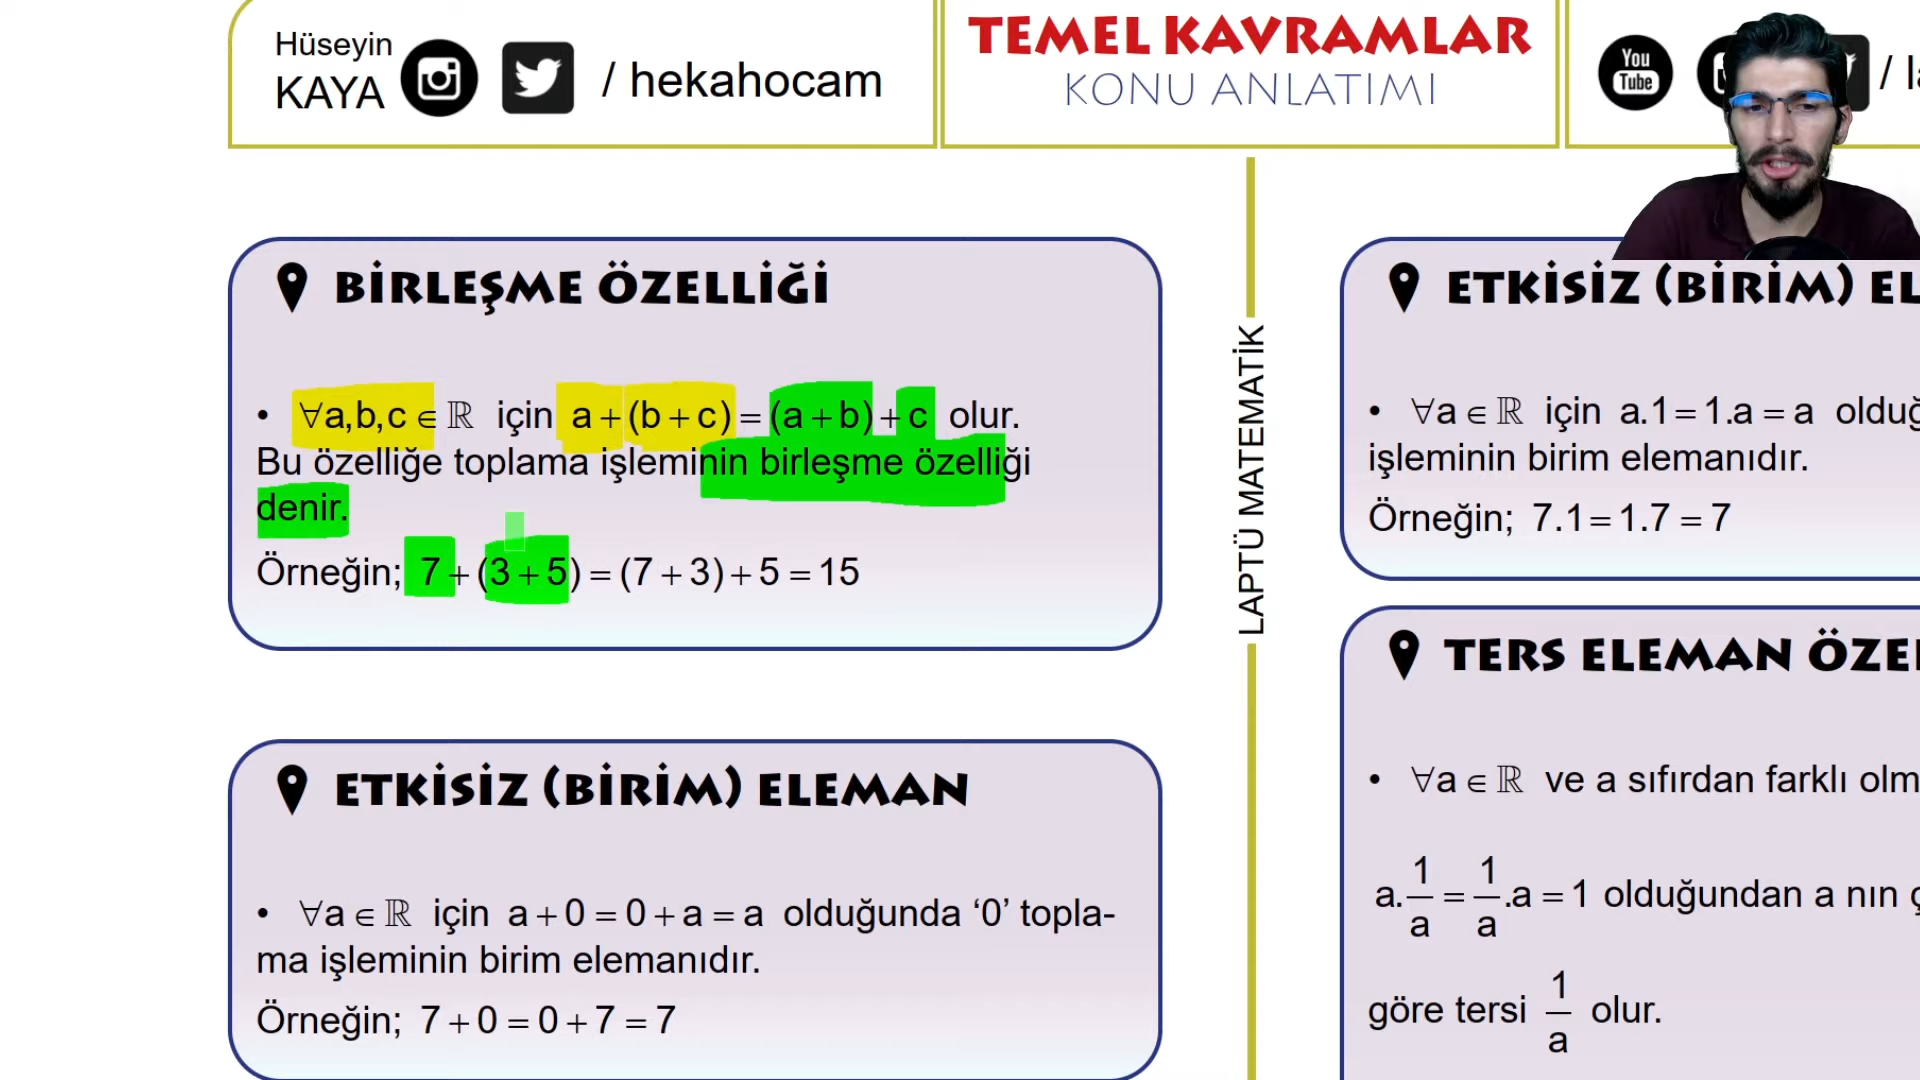 Hüseyin
KAYA
/ hekahocam
TEMEL KAVRAMLAR
KONU ANLATIMI
You
Tube
/
BİRLEŞME ÖZELLİĞİ
• ∀a,b,c ∈ ℝ için a + (b + c) = (a + b) + c olur.
Bu özelliğe toplama işleminin birleşme özelliği
denir.
Örneğin; 7 + (3 + 5) = (7 + 3) + 5 = 15
ETKİSİZ (BİRİM) ELEMAN
• ∀a ∈ ℝ için a + 0 = 0 + a = a olduğunda ‘0’ topla-
ma işleminin birim elemanıdır.
Örneğin; 7 + 0 = 0 + 7 = 7
LAPTÜ MATEMATİK
ETKİSİZ (BİRİM)
• ∀a ∈ ℝ için a.1 = 1.a = a
işleminin birim elemanıdır.
Örneğin; 7.1 = 1.7 = 7
TERS ELEMAN
• ∀a ∈ ℝ ve a sıfırdan farklı
a.1/a = 1/a.a = 1 olduğundan a nın
göre tersi 1/a olur.